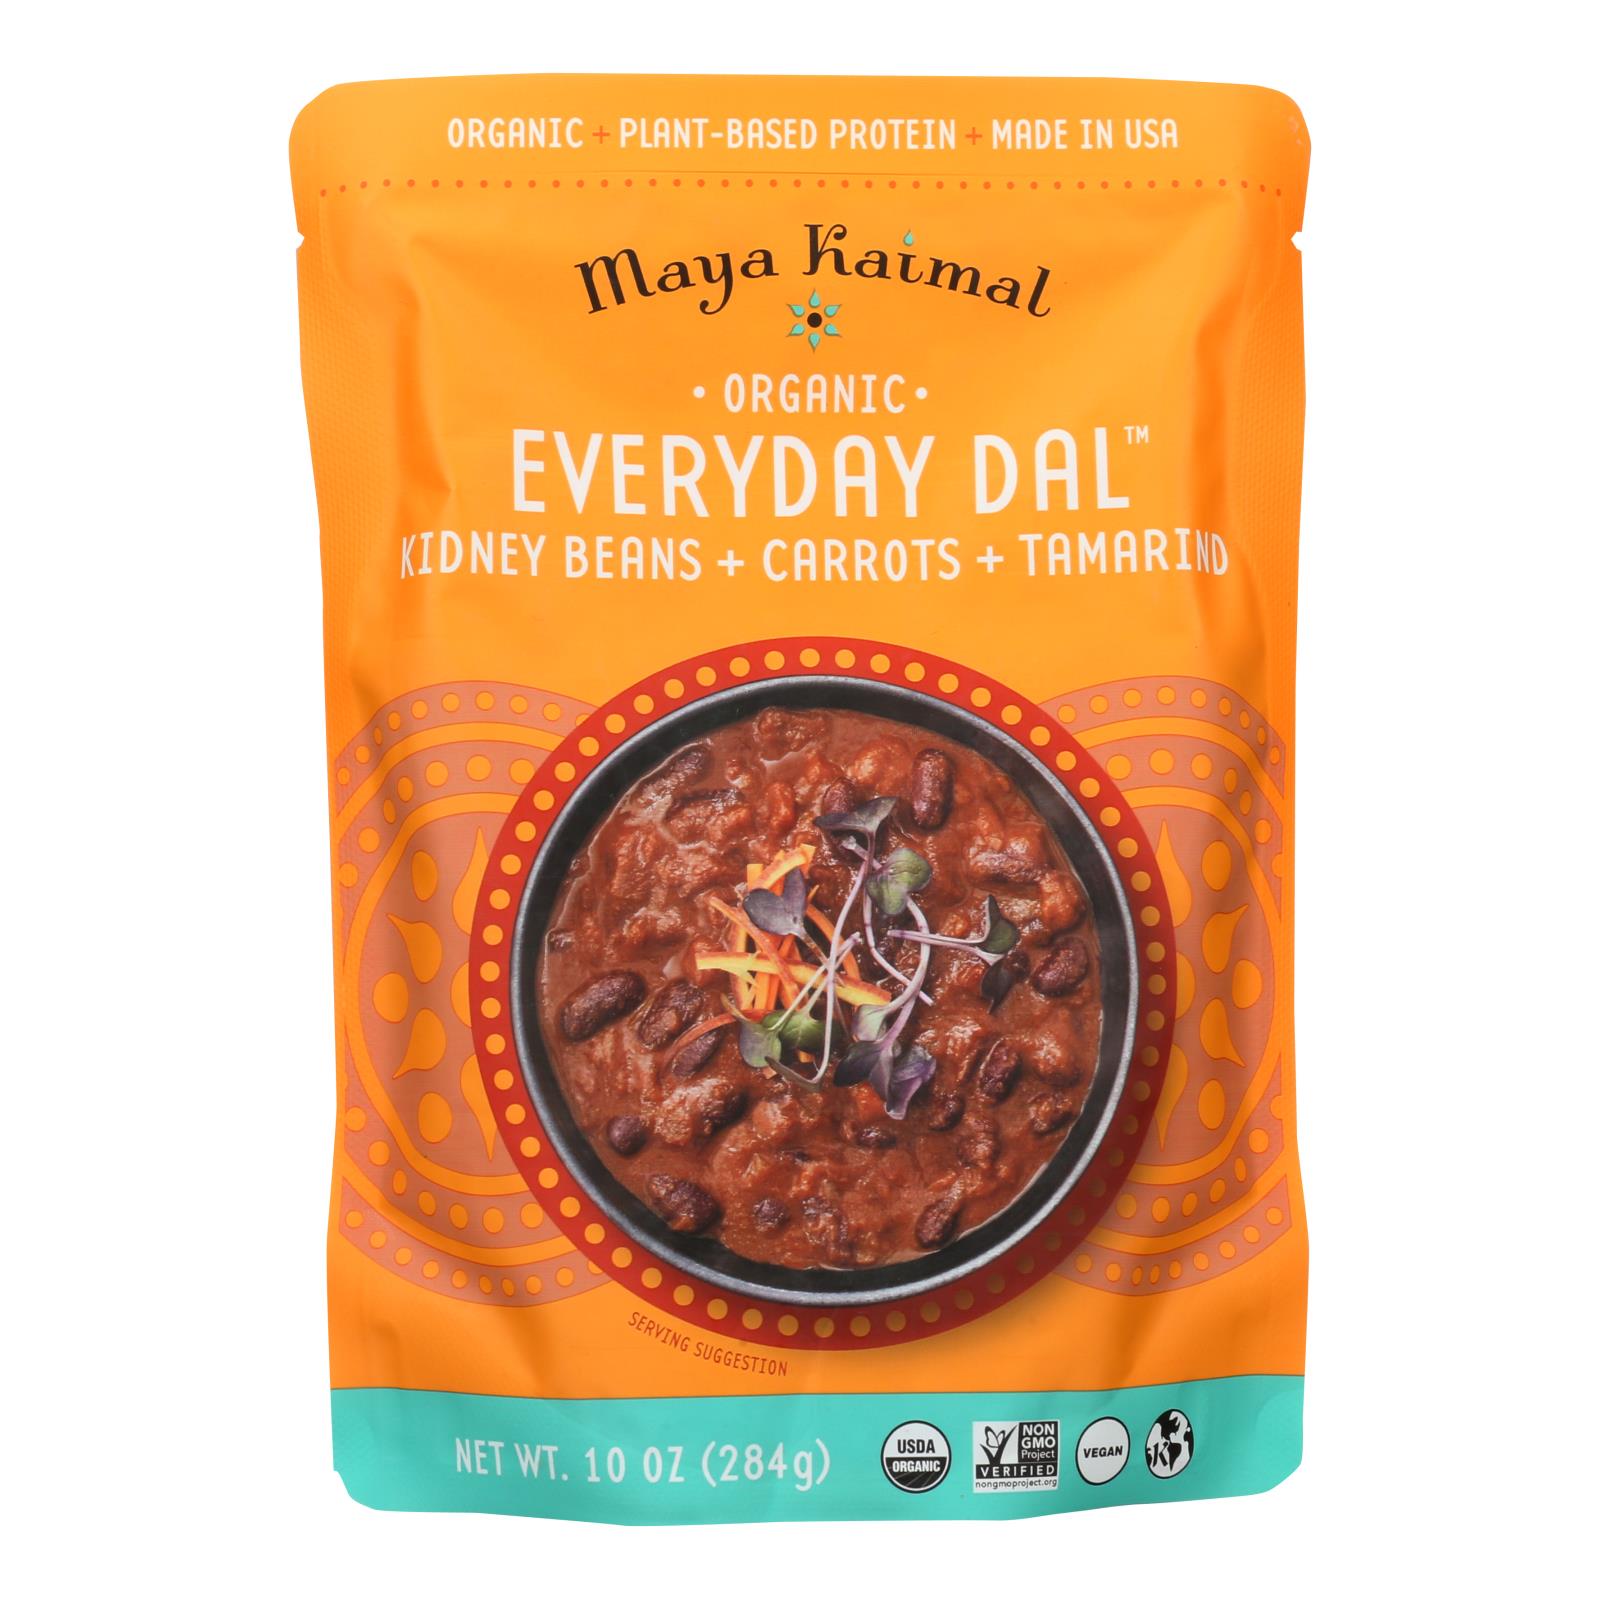 ORGANIC + PLANT-BASED PROTEIN + MADE IN USA
Maya Kaimal
• ORGANIC •
EVERYDAY DAL™
KIDNEY BEANS + CARROTS + TAMARIND
SERVING SUGGESTION
NET WT. 10 OZ (284g)
USDA
ORGANIC
NON
GMO
Project
VERIFIED
nongmoproject.org
VEGAN
K